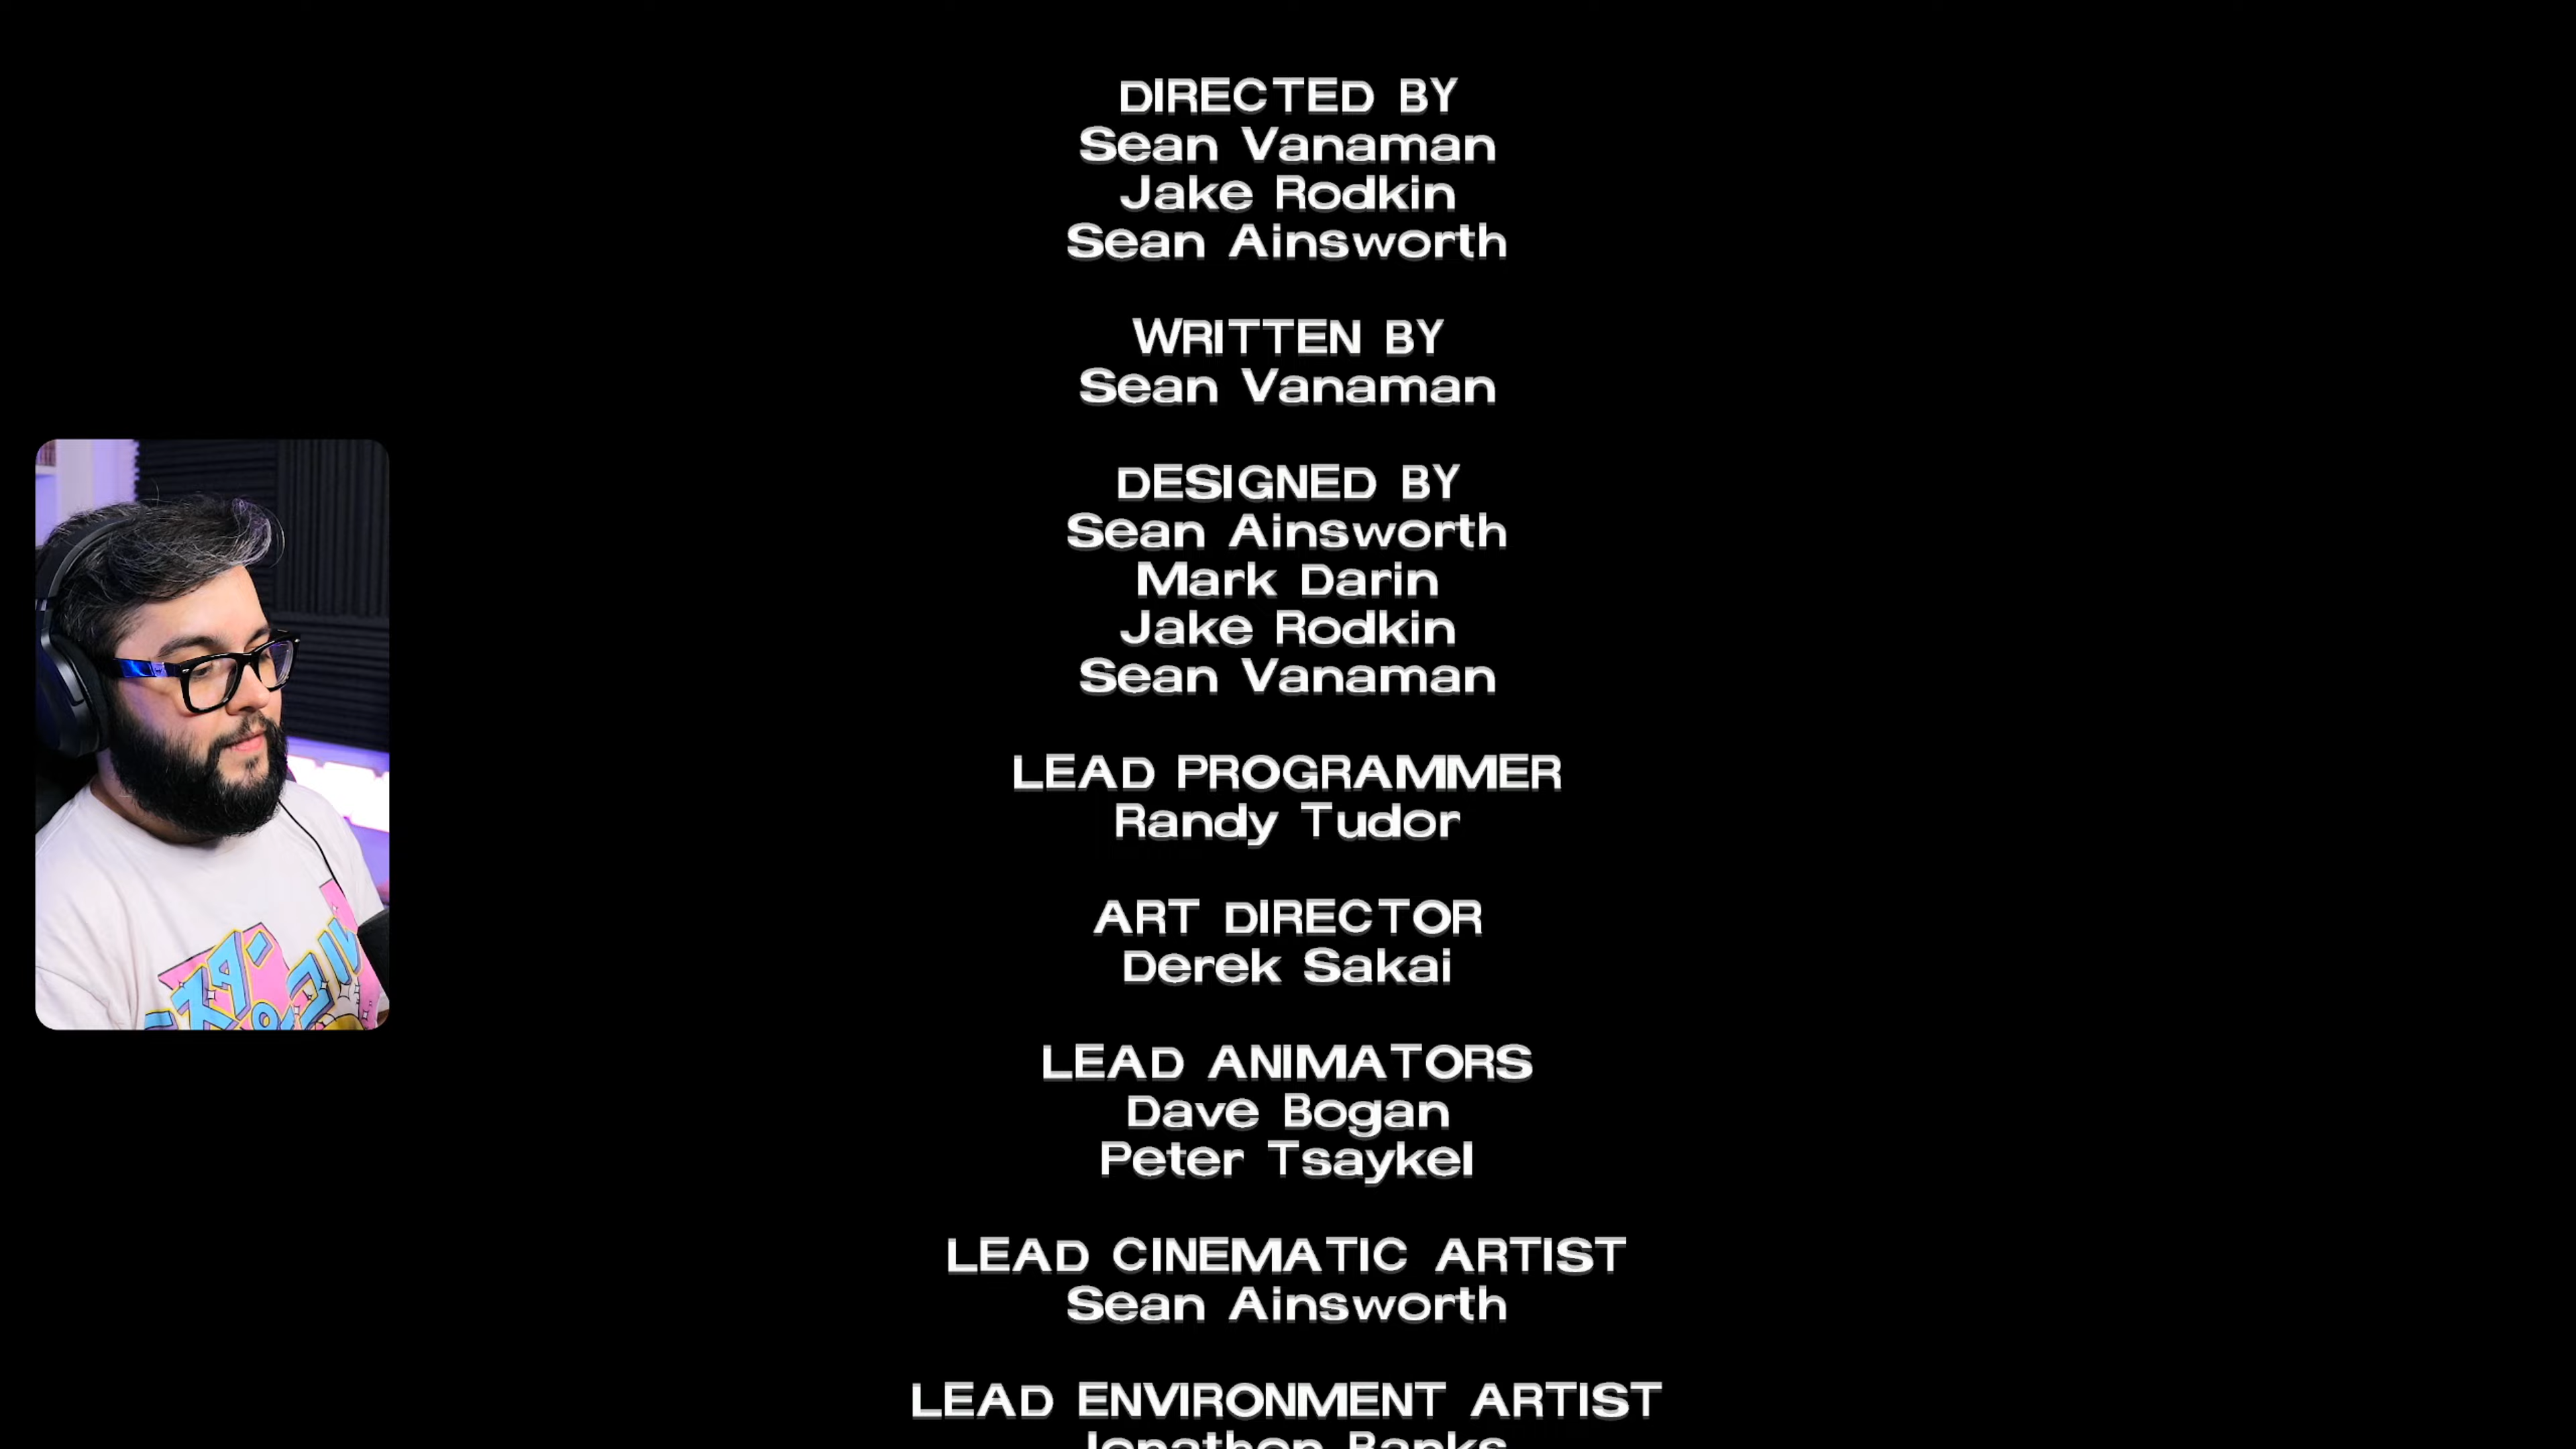 DIRECTED BY
Sean Vanaman
Jake Rodkin
Sean Ainsworth
WRITTEN BY
Sean Vanaman
DESIGNED BY
Sean Ainsworth
Mark Darin
Jake Rodkin
Sean Vanaman
LEAD PROGRAMMER
Randy Tudor
ART DIRECTOR
Derek Sakai
LEAD ANIMATORS
Dave Bogan
Peter Tsaykel
LEAD CINEMATIC ARTIST
Sean Ainsworth
LEAD ENVIRONMENT ARTIST
Jonathon Banks